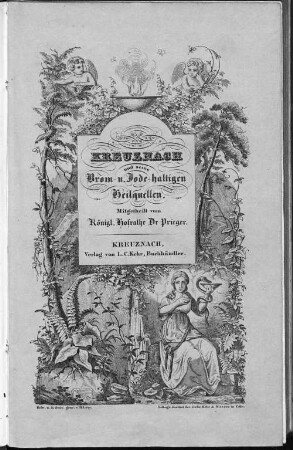 KREUZNACH
und seine
Brom- u. Jode-haltigen
Heilquellen.
Mitgetheilt vom
Königl. Hofrathe Dr Prieger.
KREUZNACH,
Verlag von L. C. Kehr, Buchhändler.